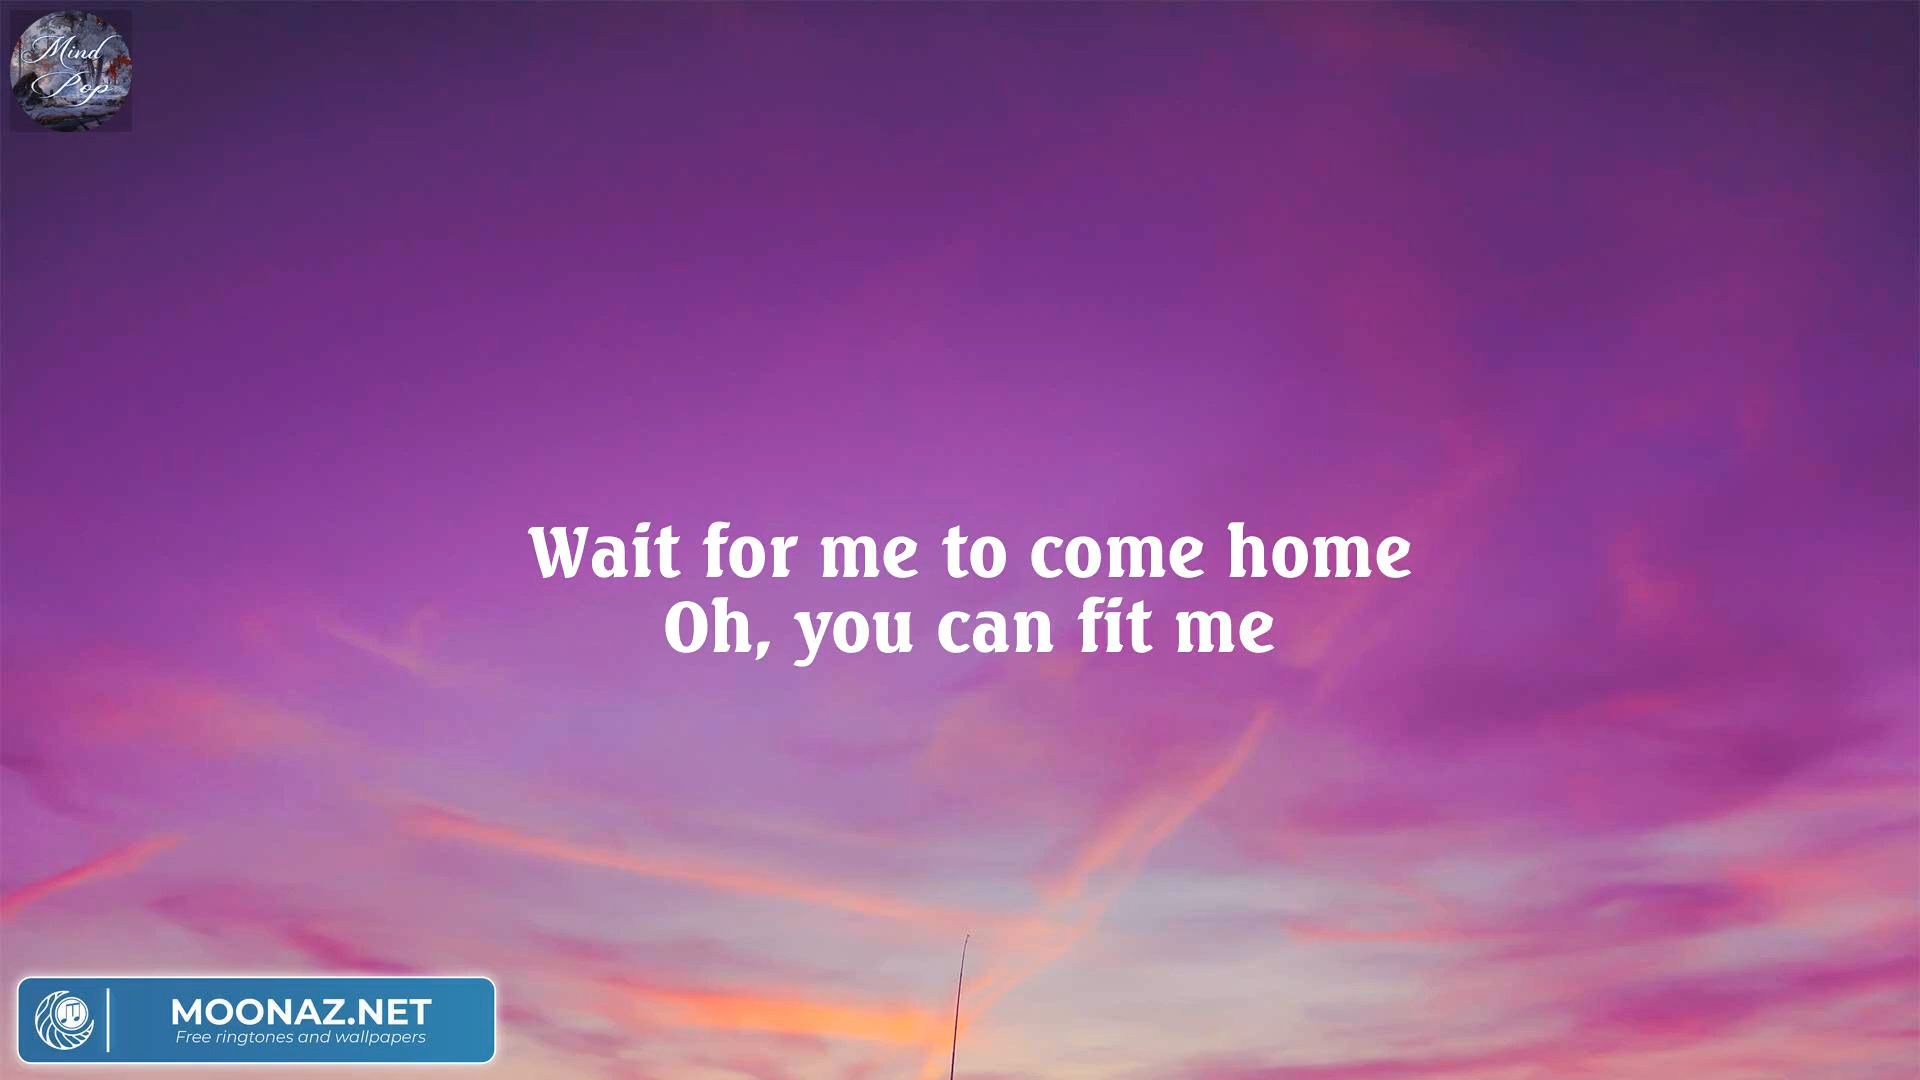 Mind
Pop
Wait for me to come home
Oh, you can fit me
MOONAZ.NET
Free ringtones and wallpapers